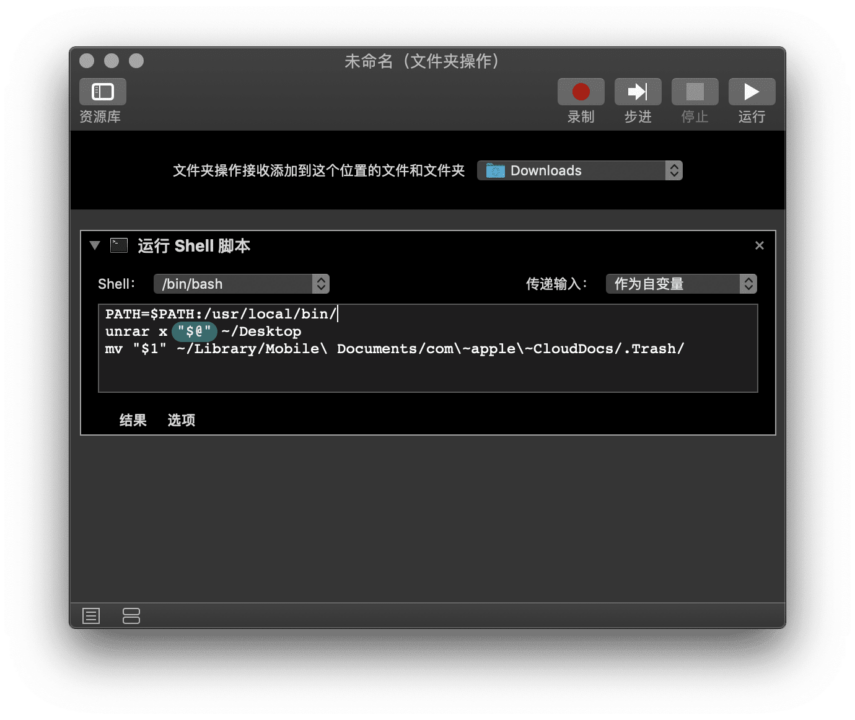 未命名（文件夹操作）
资源库
录制
步进
停止
运行
文件夹操作接收添加到这个位置的文件和文件夹
Downloads
运行 Shell 脚本
Shell：
/bin/bash
传递输入：
作为自变量
PATH=$PATH:/usr/local/bin/
unrar x "$@" ~/Desktop
mv "$1" ~/Library/Mobile\ Documents/com\~apple\~CloudDocs/.Trash/
结果
选项